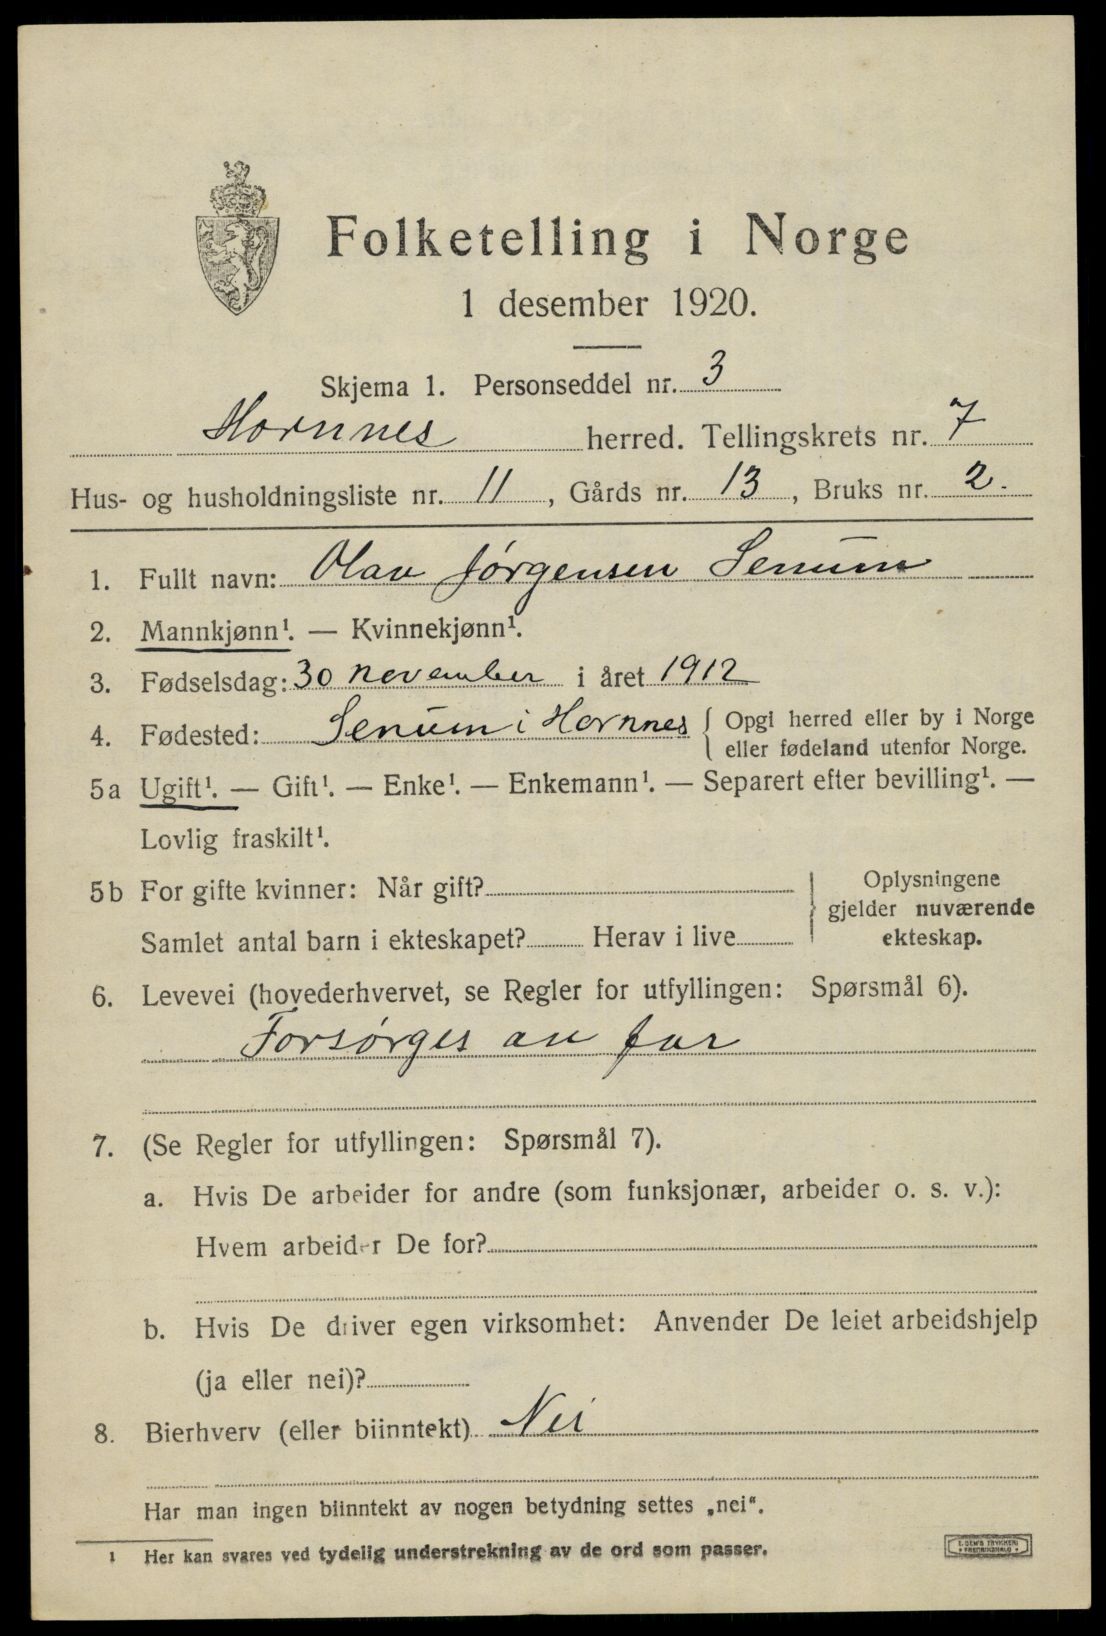 Folketelling i Norge
1 desember 1920.
Skjema 1. Personseddel nr. 3
Hornnes herred. Tellingskrets nr. 7
Hus- og husholdningsliste nr. 11, Gårds nr. 13, Bruks nr. 2.
1. Fullt navn: Olav Jørgensen Senum
2. Mannkjønn¹. — Kvinnekjønn¹.
3. Fødselsdag: 30 november i året 1912
4. Fødested: Senum i Hornnes { Opgi herred eller by i Norge
eller fødeland utenfor Norge.
5a Ugift¹. — Gift¹. — Enke¹. — Enkemann¹. — Separert efter bevilling¹. —
Lovlig fraskilt¹.
5b For gifte kvinner: Når gift?
Samlet antal barn i ekteskapet? Herav i live
Oplysningene
gjelder nuværende
ekteskap.
6. Levevei (hovederhvervet, se Regler for utfyllingen: Spørsmål 6).
Forsørges av far
7. (Se Regler for utfyllingen: Spørsmål 7).
a. Hvis De arbeider for andre (som funksjonær, arbeider o. s. v.):
Hvem arbeider De for?
b. Hvis De driver egen virksomhet: Anvender De leiet arbeidshjelp
(ja eller nei)?
8. Bierhverv (eller biinntekt) Nei
Har man ingen biinntekt av nogen betydning settes „nei“.
¹ Her kan svares ved tydelig understrekning av de ord som passer.